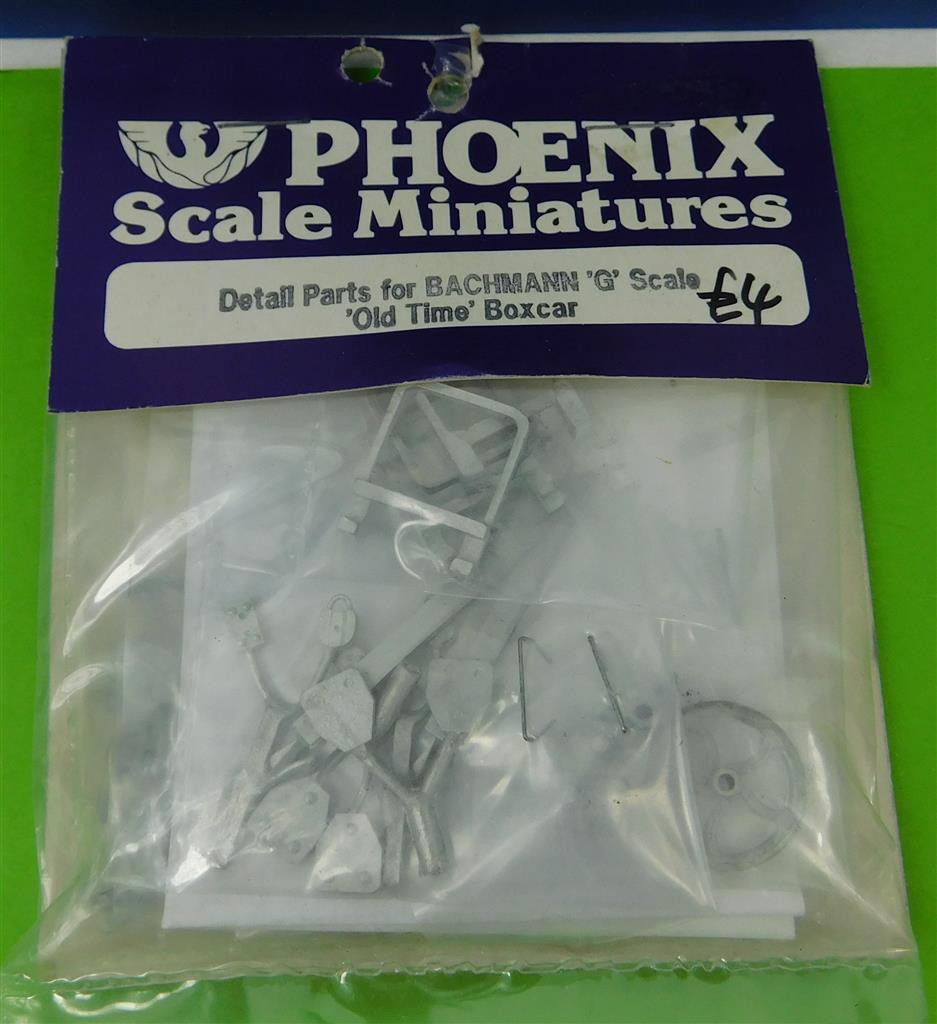 PHOENIX
Scale Miniatures
Detail Parts for BACHMANN 'G' Scale
'Old Time' Boxcar
£4